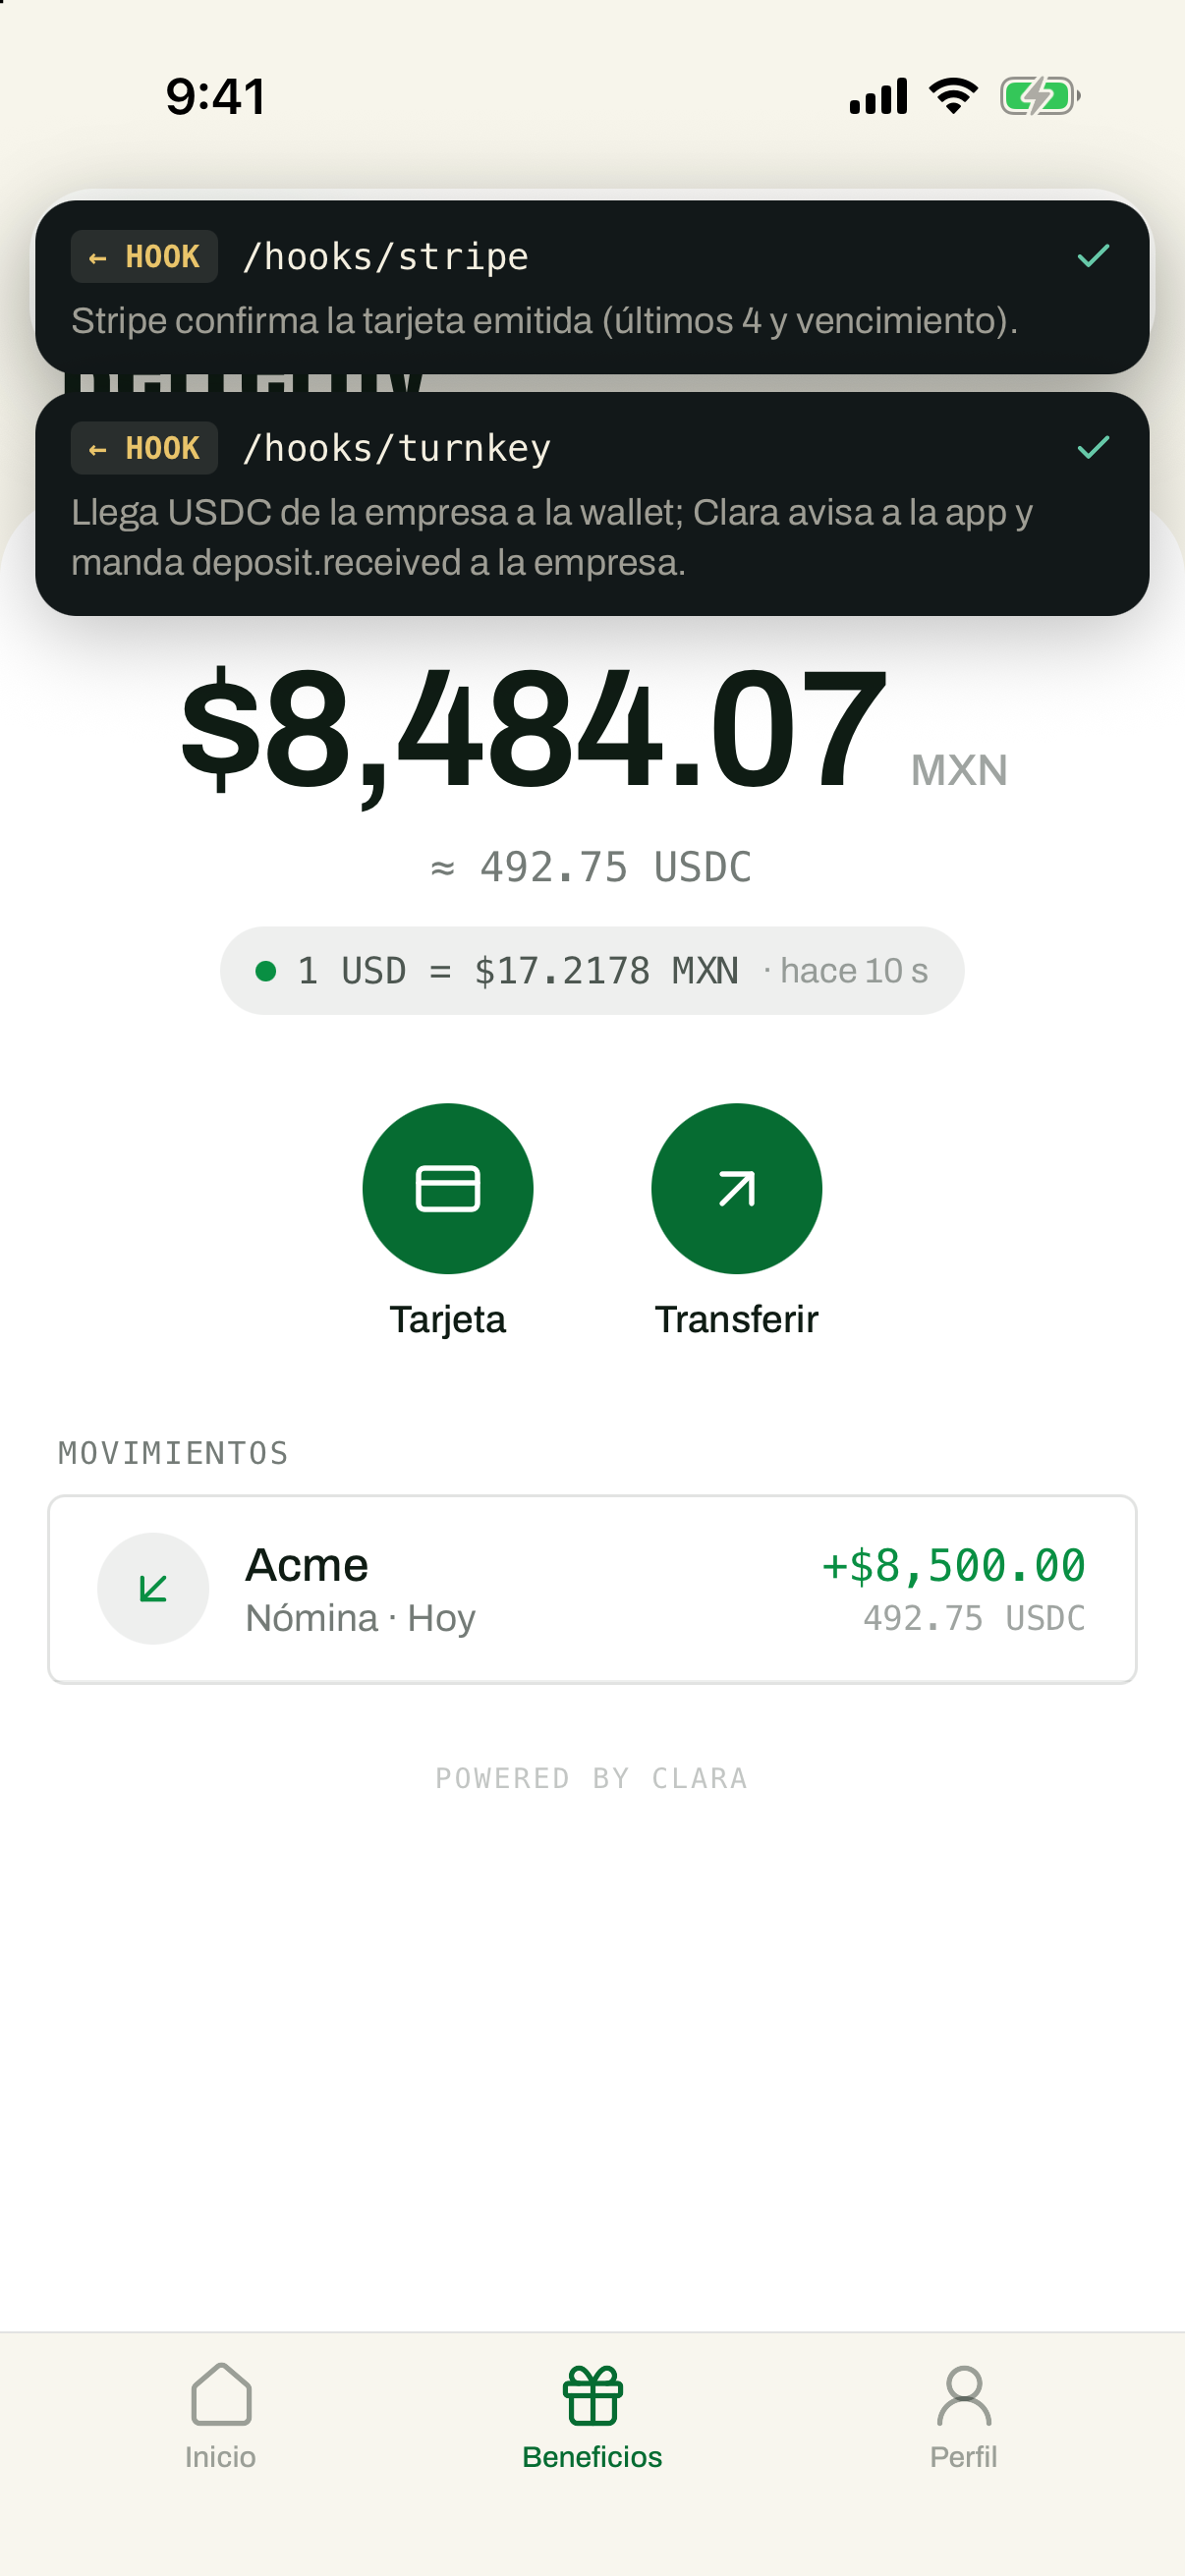 9:41
← HOOK /hooks/stripe
Stripe confirma la tarjeta emitida (últimos 4 y vencimiento).
← HOOK /hooks/turnkey
Llega USDC de la empresa a la wallet; Clara avisa a la app y
manda deposit.received a la empresa.
$8,484.07 MXN
≈ 492.75 USDC
1 USD = $17.2178 MXN · hace 10 s
Tarjeta Transferir
MOVIMIENTOS
Acme +$8,500.00
Nómina · Hoy 492.75 USDC
POWERED BY CLARA
Inicio Beneficios Perfil